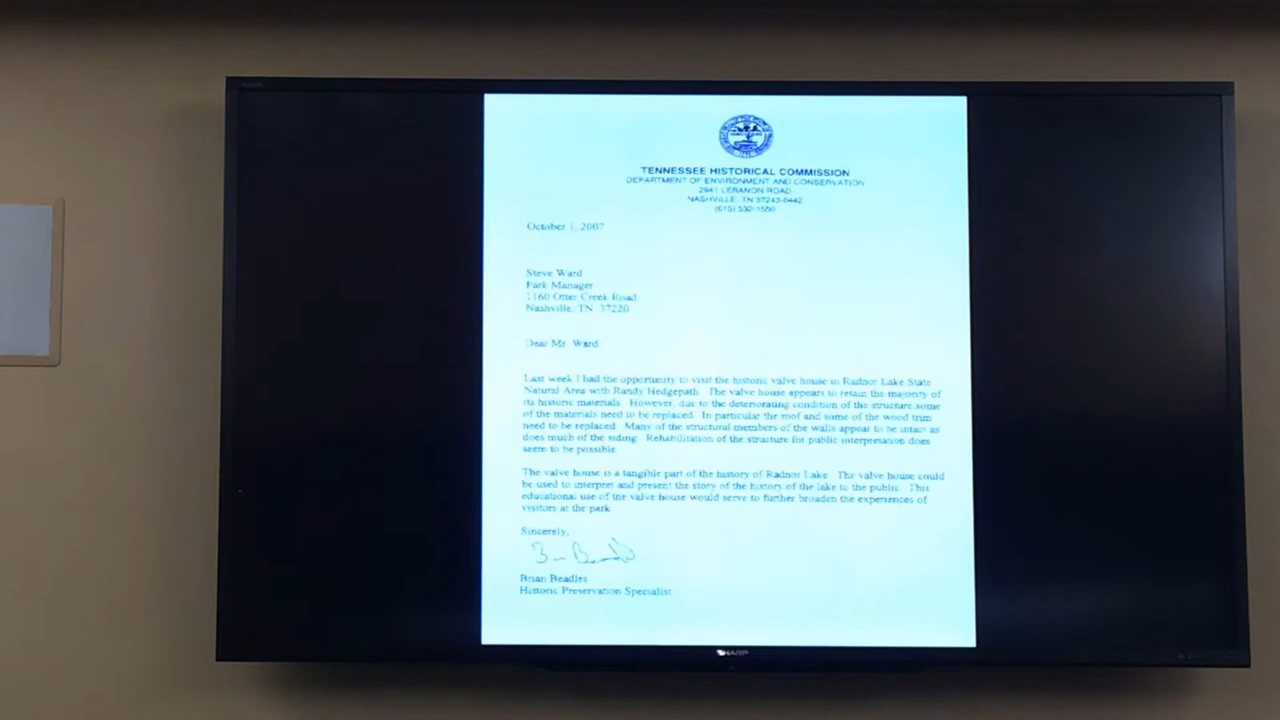 TENNESSEE HISTORICAL COMMISSION
DEPARTMENT OF ENVIRONMENT AND CONSERVATION
2941 LEBANON ROAD
NASHVILLE, TN 37243-0442
(615) 532-1550
October 1, 2007
Steve Ward
Park Manager
1160 Otter Creek Road
Nashville, TN 37220
Dear Mr. Ward
Last week I had the opportunity to visit the historic valve house in Radnor Lake State
Natural Area with Randy Hedgepath. The valve house appears to retain the majority of
its historic materials. However, due to the deteriorating condition of the structure some
of the materials need to be replaced. In particular the roof and some of the wood trim
need to be replaced. Many of the structural members of the walls appear to be intact as
does much of the siding. Rehabilitation of the structure for public interpretation does
seem to be possible
The valve house is a tangible part of the history of Radnor Lake. The valve house could
be used to interpret and present the story of the history of the lake to the public. This
educational use of the valve house would serve to further broaden the experiences of
visitors at the park
Sincerely,
Brian Beadles
Historic Preservation Specialist
SHARP